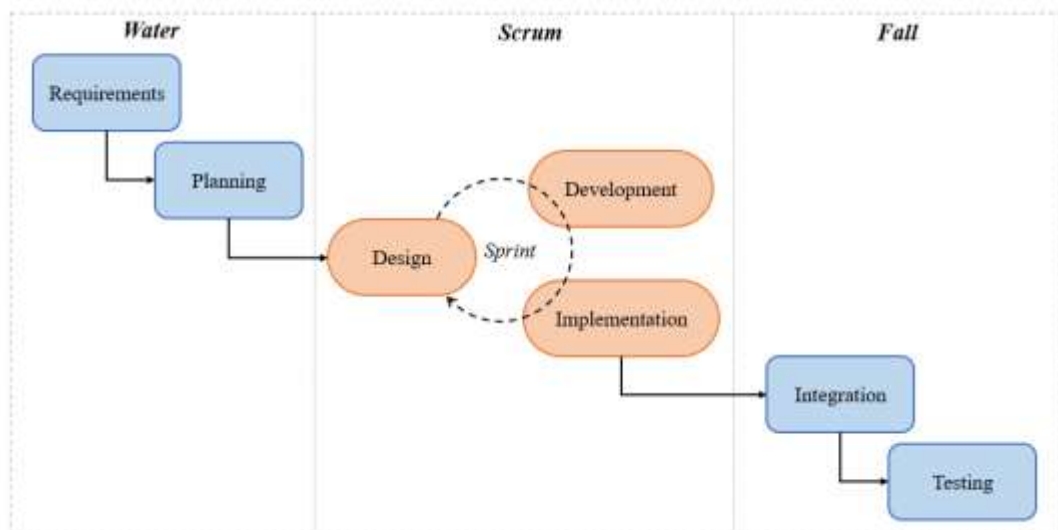 Water
Scrum
Fall
Requirements
Planning
Development
Design
Sprint
Implementation
Integration
Testing